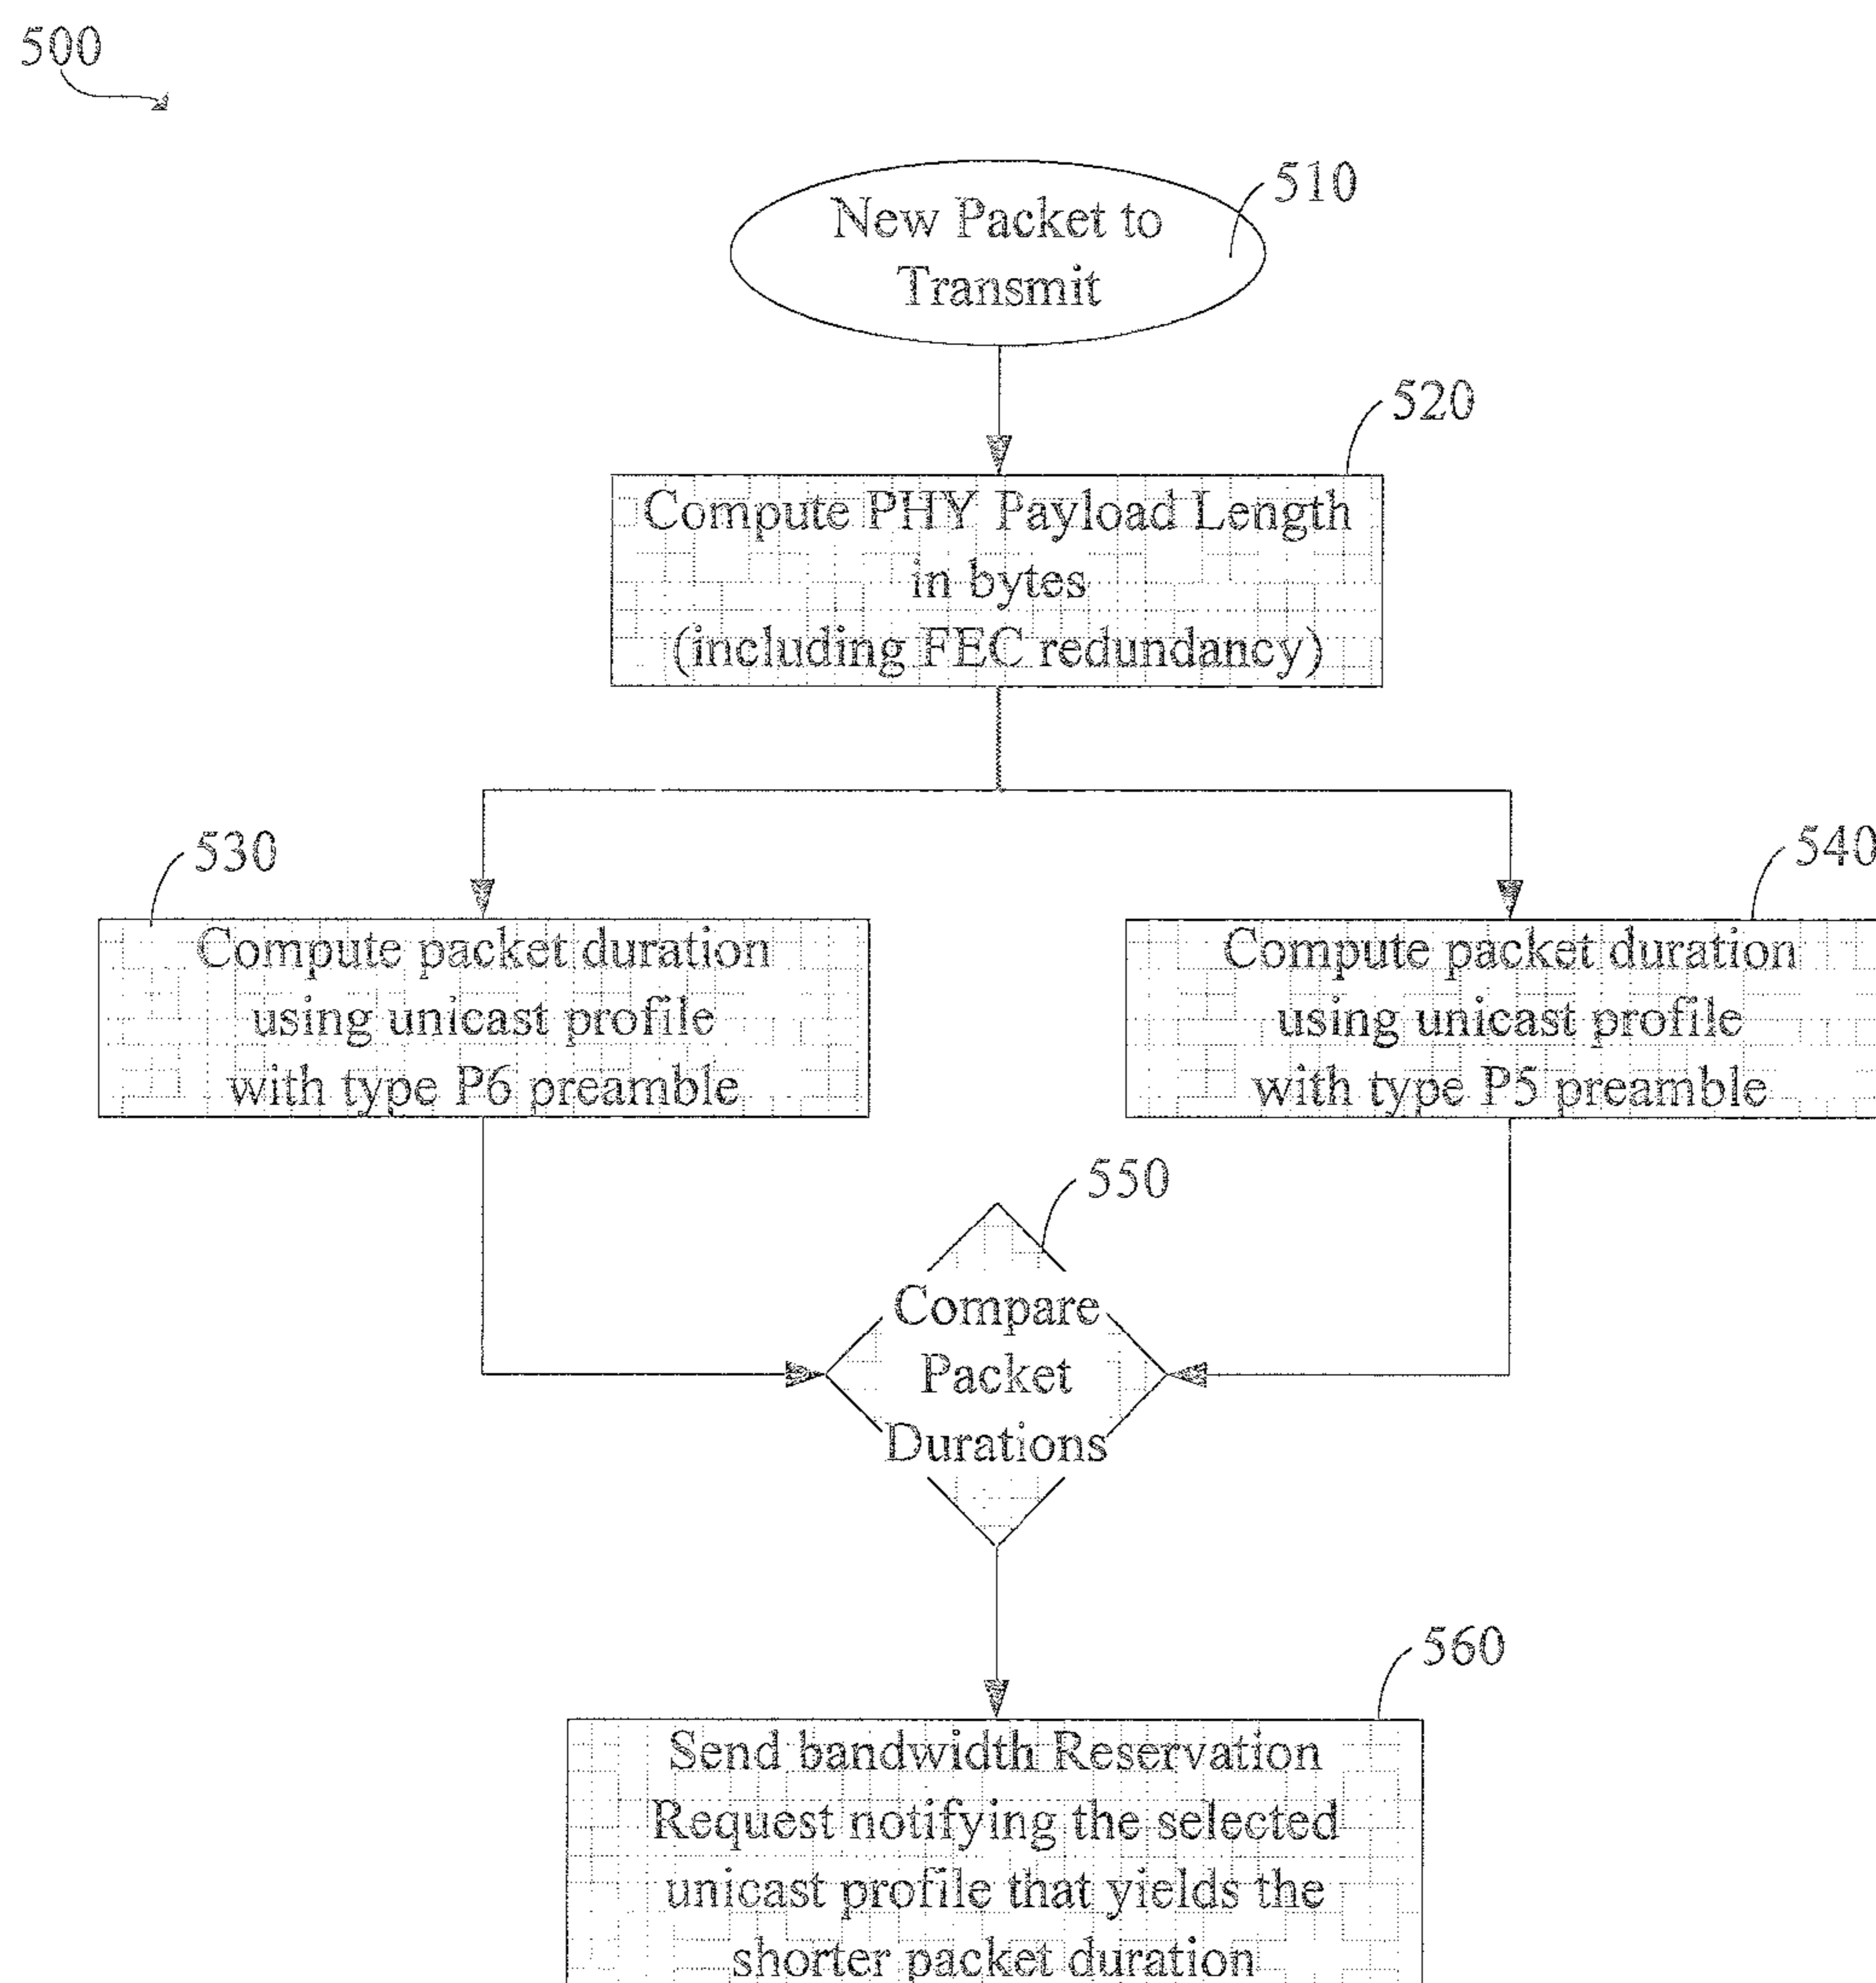 500
510
New Packet to
Transmit
520
Compute PHY Payload Length
in bytes
(including FEC redundancy)
530
540
Compute packet duration
using unicast profile
with type P6 preamble
Compute packet duration
using unicast profile
with type P5 preamble
550
Compare
Packet
Durations
560
Send bandwidth Reservation
Request notifying the selected
unicast profile that yields the
shorter packet duration